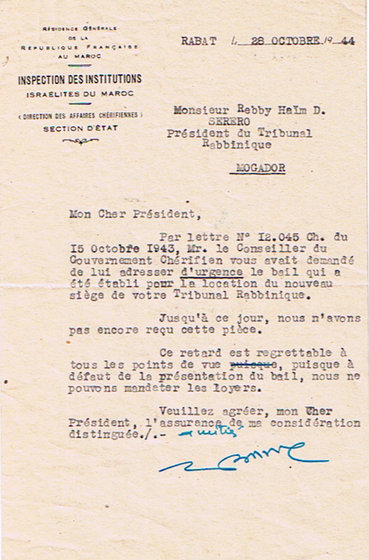 RÉSIDENCE GÉNÉRALE
DE LA
RÉPUBLIQUE FRANÇAISE
AU MAROC
INSPECTION DES INSTITUTIONS
ISRAÉLITES DU MAROC
(DIRECTION DES AFFAIRES CHÉRIFIENNES)
SECTION D'ÉTAT
RABAT L, 28 OCTOBRE 1944
Monsieur Rebby Haïm D.
SERERO
Président du Tribunal
Rabbinique
MOGADOR
Mon Cher Président,
Par lettre N° I2.045 Ch. du
I5 Octobre 1943, Mr. le Conseiller du
Gouvernement Chérifien vous avait demandé
de lui adresser d'urgence le bail qui a
été établi pour la location du nouveau
siège de votre Tribunal Rabbinique.
Jusqu'à ce jour, nous n'avons
pas encore reçu cette pièce.
Ce retard est regrettable à
tous les points de vue puisque, puisque à
défaut de la présentation du bail, nous ne
pouvons mandater les loyers.
Veuillez agréer, mon Cher
Président, l'assurance de ma considération
distinguée./.-